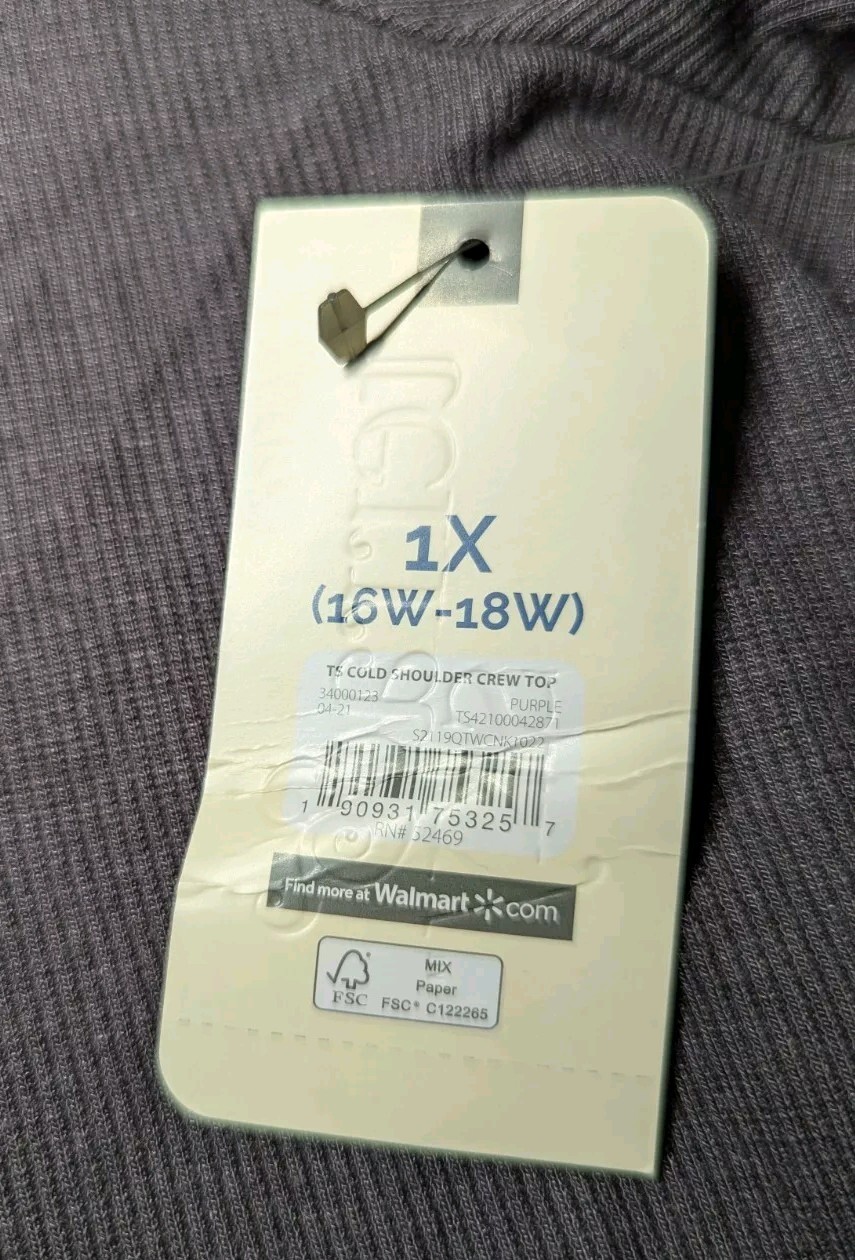 1X
(16W-18W)
TS COLD SHOULDER CREW TOP
34000123 PURPLE
04-21 TS42100042871
S2119QTWCNK1022
1 90931 75325 7
RN# 52469
Find more at Walmart com
FSC
MIX
Paper
FSC® C122265